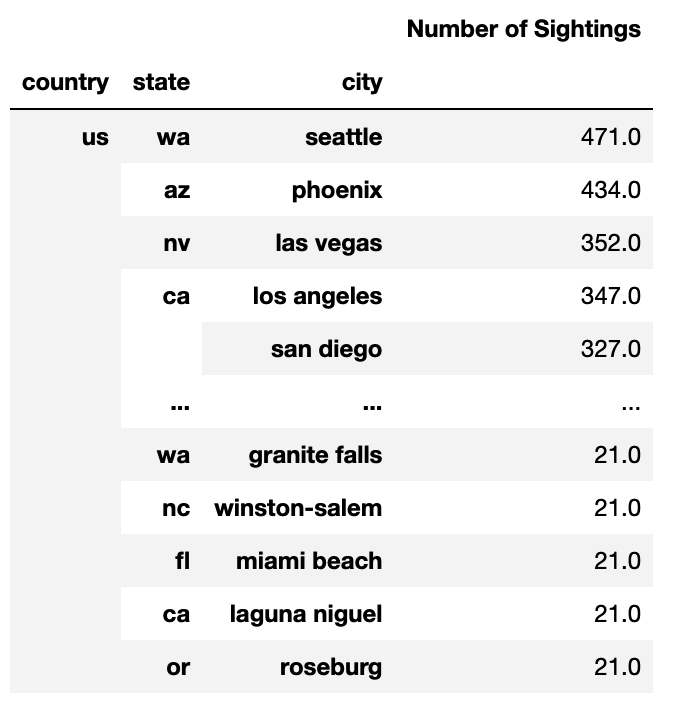 Number of Sightings
country state city
us wa seattle 471.0
az phoenix 434.0
nv las vegas 352.0
ca los angeles 347.0
san diego 327.0
... ... ...
wa granite falls 21.0
nc winston-salem 21.0
fl miami beach 21.0
ca laguna niguel 21.0
or roseburg 21.0